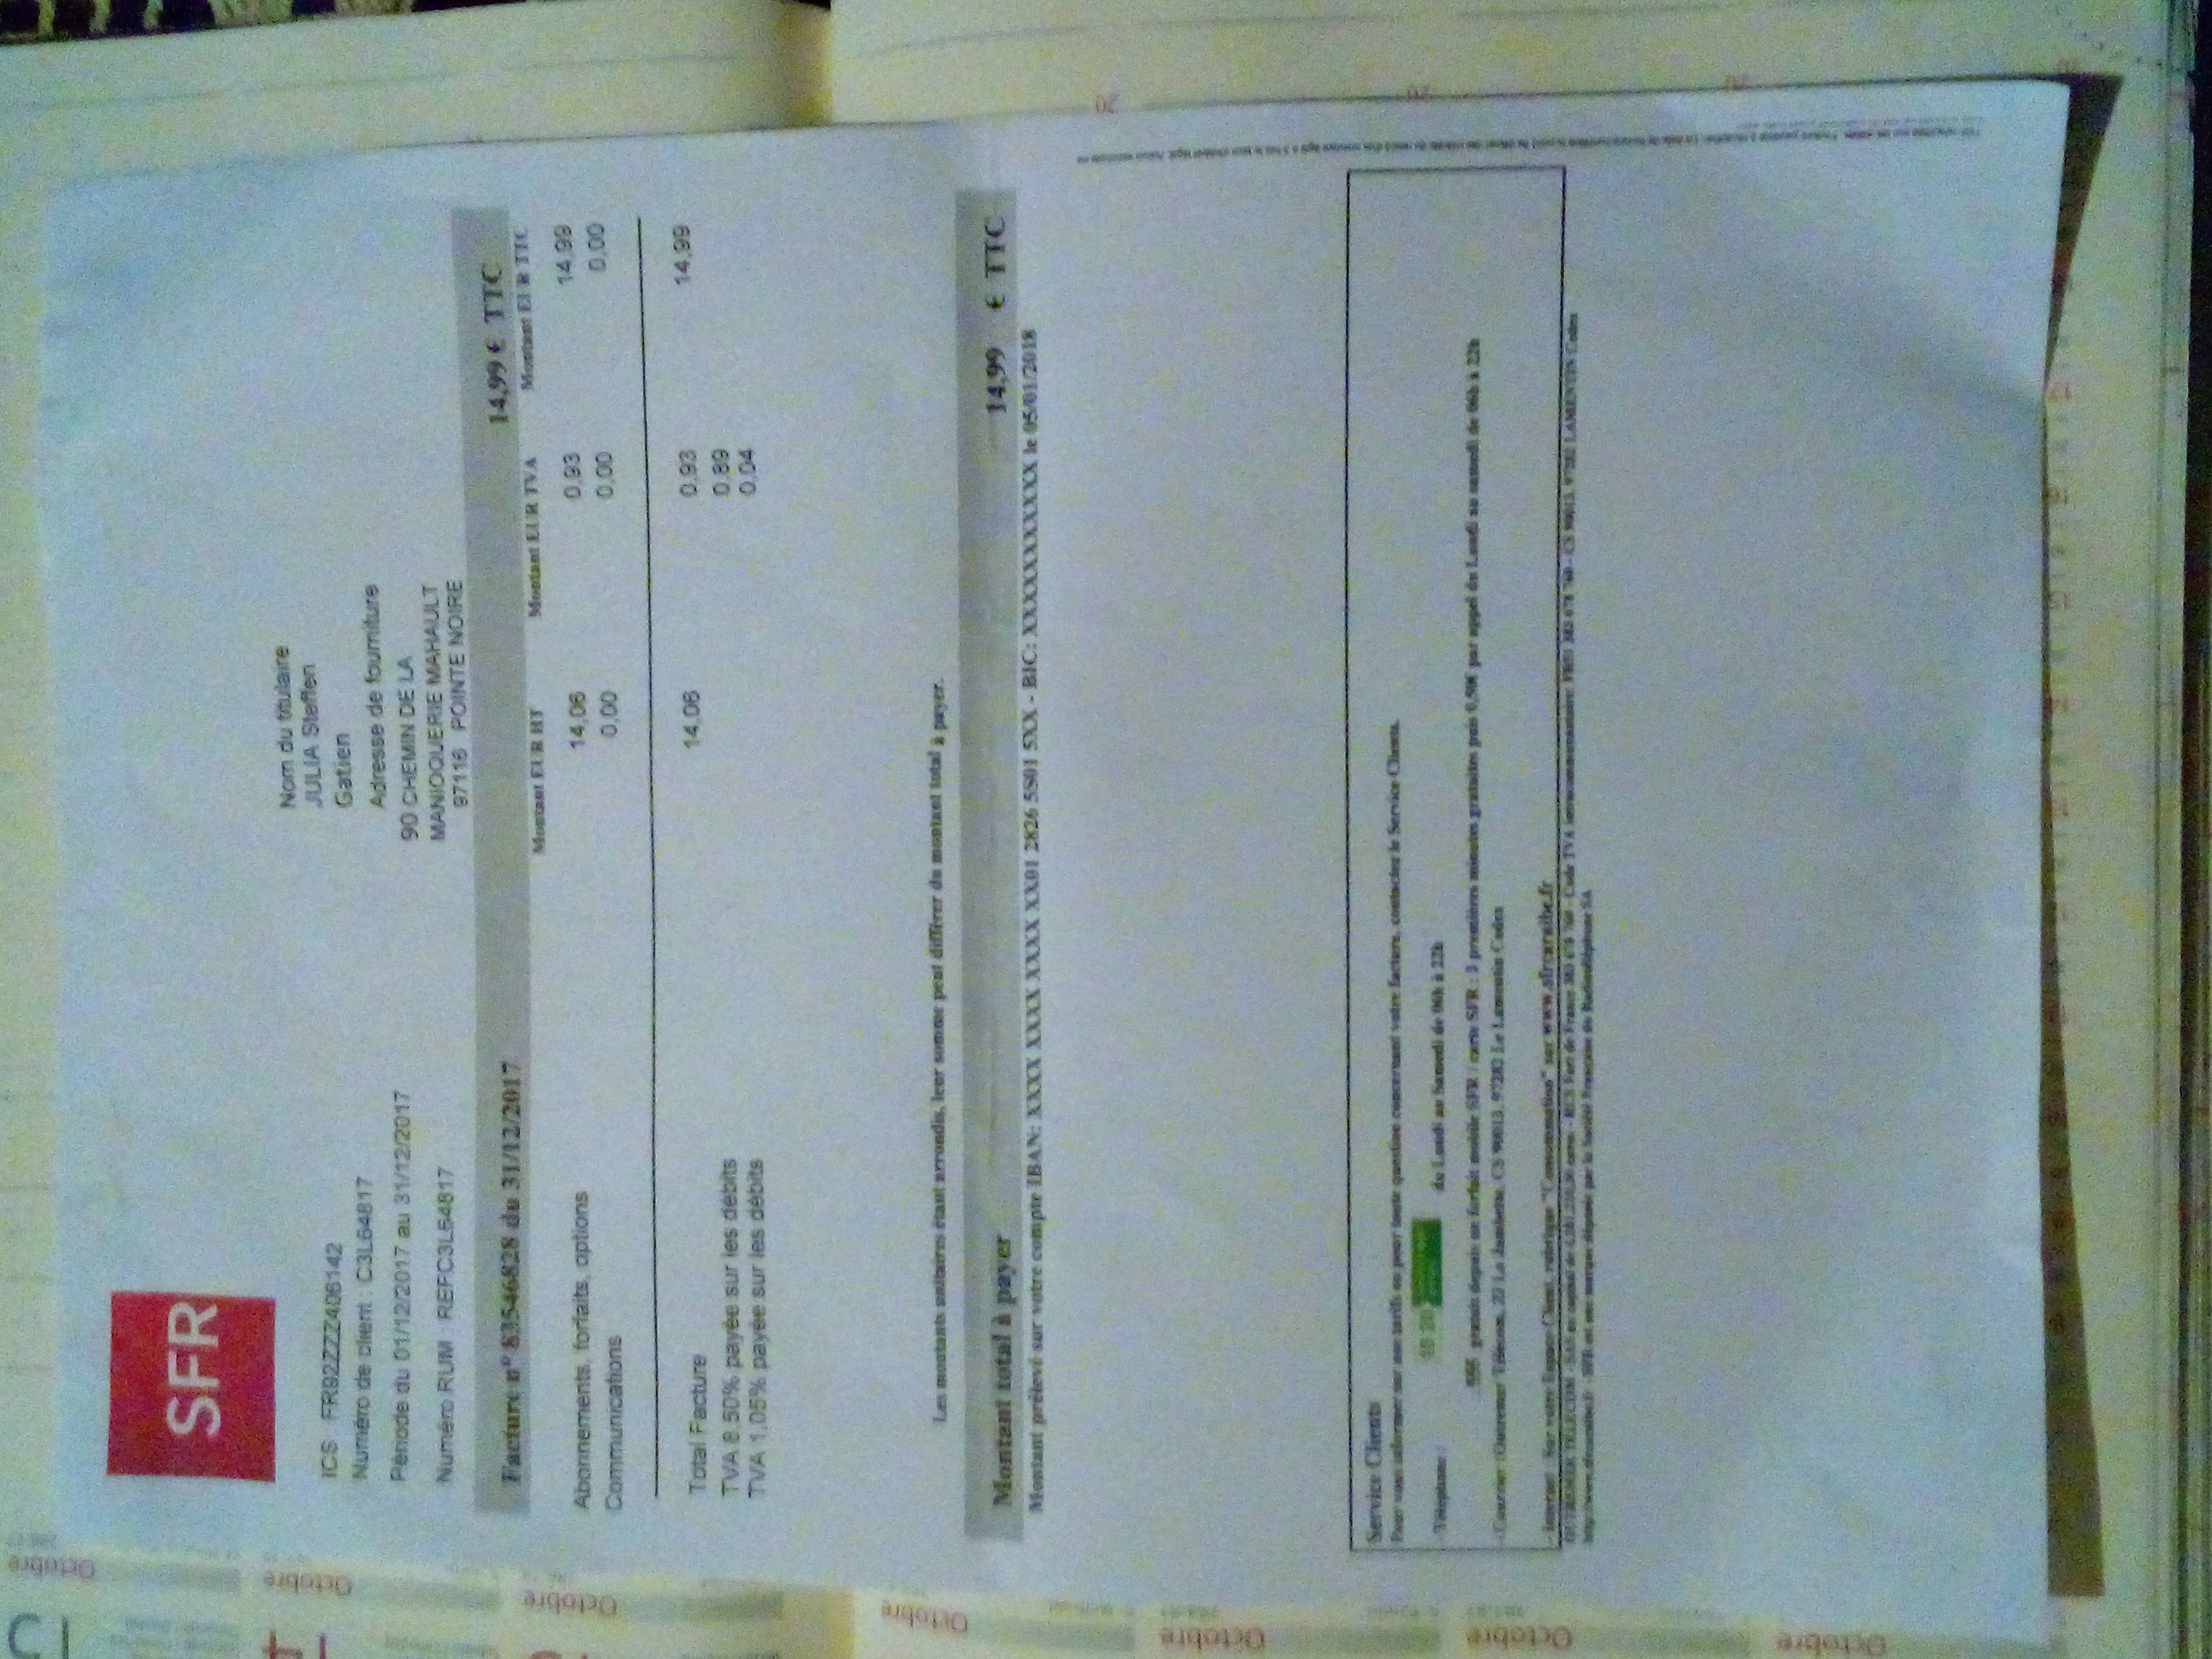 SFR
Nom du titulaire
JULIA Steffen
Gatien
Adresse de fourniture
90 CHEMIN DE LA
MANIOQUERIE MAHAULT
97116 POINTE NOIRE
ICS FR92ZZZ406142
Numéro de client : C3L64817
Période du 01/12/2017 au 31/12/2017
Numéro RUM REFC3L64817
Facture n° 83546828 du 31/12/2017 14,99 € TTC
Montant EUR HT Montant EUR TVA Montant EUR TTC
Abonnements, forfaits, options 14,06 0,93 14,99
Communications 0,00 0,00 0,00
Total Facture 14,06 0,93 14,99
TVA 8,50% payée sur les débits 0,89
TVA 1,05% payée sur les débits 0,04
Les montants unitaires étant arrondis, leur somme peut différer du montant total à payer.
Montant total à payer 14,99 € TTC
Montant prélevé sur votre compte IBAN: XXXX XXXX XXXX XX01 2826 5S01 5XX - BIC: XXXXXXXXXXX le 05/01/2018
Service Clients
Pour vous informer sur nos tarifs ou pour toute question concernant votre facture, contactez le Service Clients.
- Téléphone : du Lundi au Samedi de 06h à 22h
555 gratuit depuis un forfait mobile SFR / carte SFR : 3 premières minutes gratuites puis 0,50€ par appel du Lundi au samedi de 06h à 22h
- Courrier : Outremer Télécom, ZI La Jambette, CS 90013, 97282 Le Lamentin Cedex
- Internet : Sur votre Espace Client, rubrique "Consommation" sur www.sfrcaraibe.fr
OUTREMER TELECOM - SAS au capital de euros - RCS Fort de France 383 678 760 - Code TVA intracommunautaire: 383 678 760 - CS 90013, 97282 LAMENTIN Cedex
http://www.sfrcaraibe.fr - SFR est une marque déposée par la Société Française du Radiotéléphone SA
Octobre
Octobre
Octobre
Octobre
Octobre
Octobre
Octobre
20